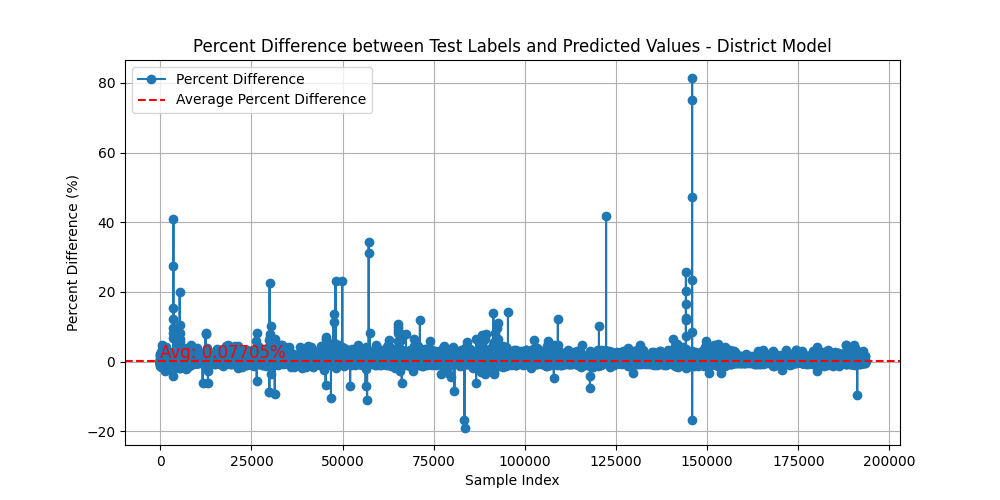 Percent Difference between Test Labels and Predicted Values - District Model
Percent Difference
Average Percent Difference
Percent Difference (%)
80
60
40
20
0
−20
Avg: 0.07705%
0
25000
50000
75000
100000
125000
150000
175000
200000
Sample Index